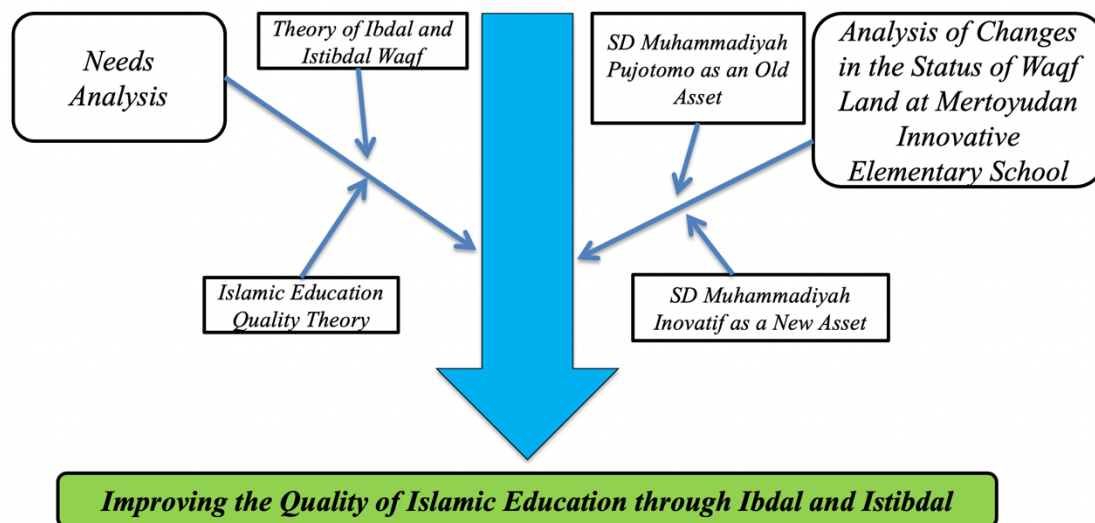 Needs
Analysis
Theory of Ibdal and
Istibdal Waqf
SD Muhammadiyah
Pujotomo as an Old
Asset
Analysis of Changes
in the Status of Waqf
Land at Mertoyudan
Innovative
Elementary School
Islamic Education
Quality Theory
SD Muhammadiyah
Inovatif as a New Asset
Improving the Quality of Islamic Education through Ibdal and Istibdal